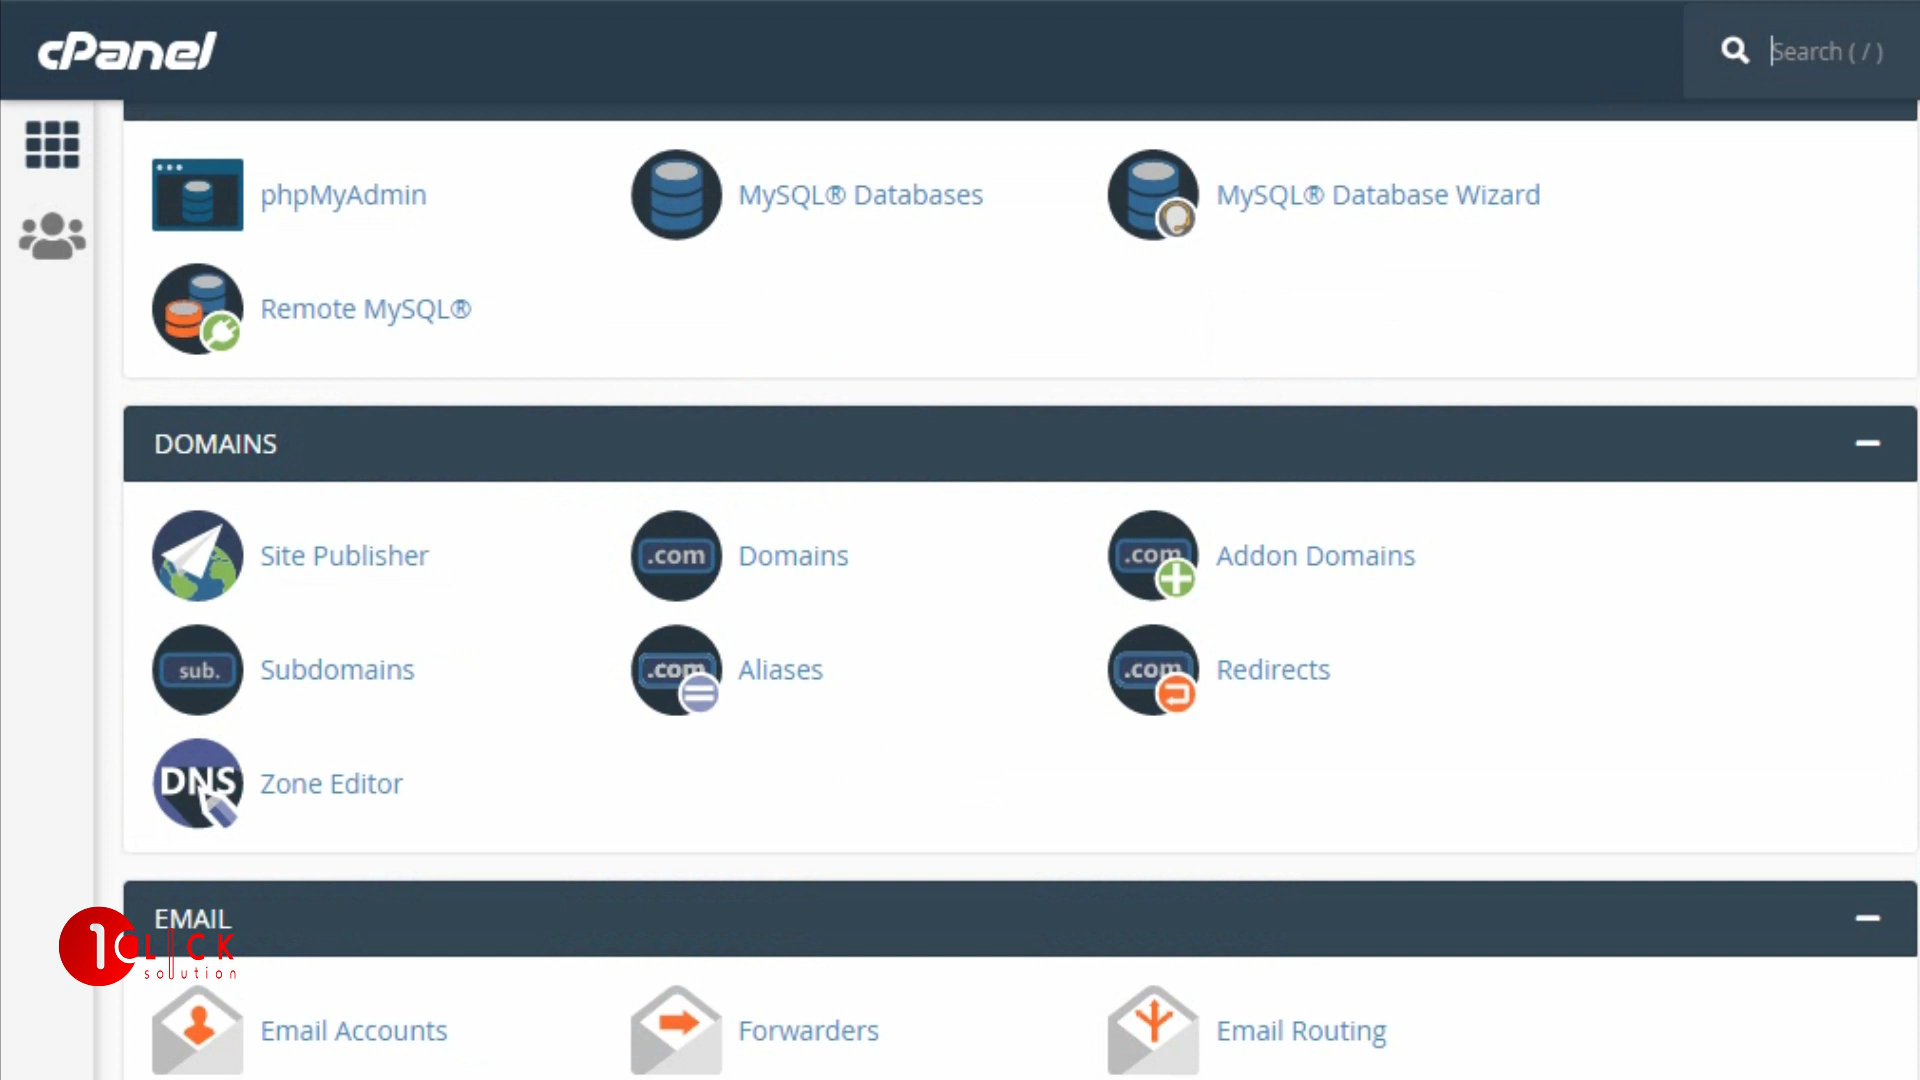 cPanel
Search ( / )
phpMyAdmin
MySQL® Databases
MySQL® Database Wizard
Remote MySQL®
DOMAINS
Site Publisher
.com
Domains
.com
Addon Domains
sub.
Subdomains
.com
Aliases
.com
Redirects
DNS
Zone Editor
EMAIL
1CLICK
solution
Email Accounts
Forwarders
Email Routing